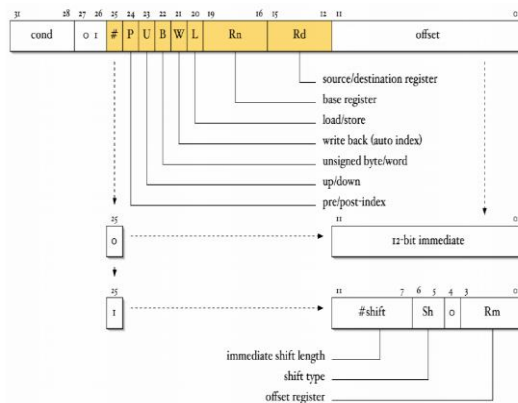 31 28 27 26 25 24 23 22 21 20 19 16 15 12 11 0
cond 0 1 # P U B W L Rn Rd offset
source/destination register
base register
load/store
write back (auto index)
unsigned byte/word
up/down
pre/post-index
25 11 0
0 12-bit immediate
25 11 7 6 5 4 3 0
1 #shift Sh 0 Rm
immediate shift length
shift type
offset register